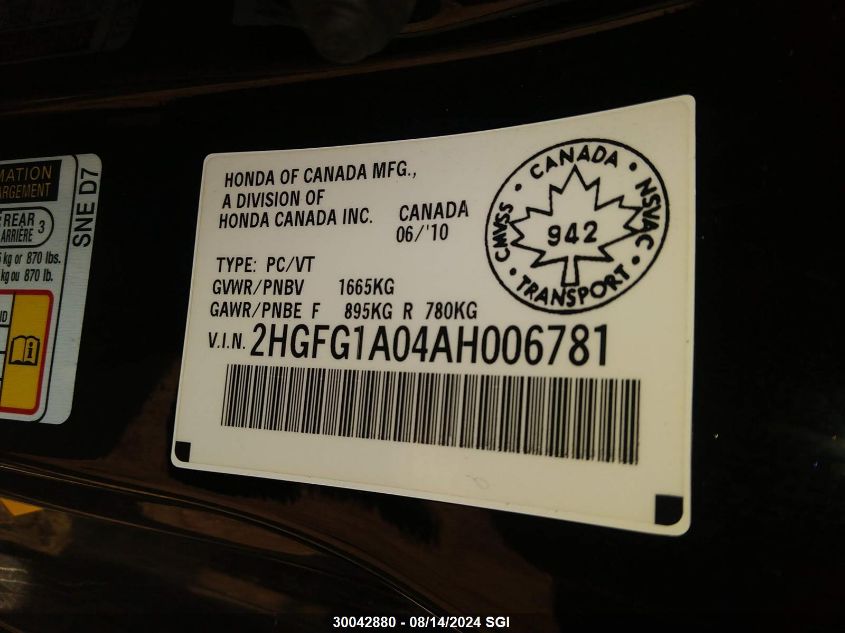 MATION
ARGEMENT
REAR
ARRIÈRE 3
kg or 870 lbs.
kg ou 870 lb.
SNE D7
HONDA OF CANADA MFG.,
A DIVISION OF
HONDA CANADA INC. CANADA
06/'10
TYPE: PC/VT
GVWR/PNBV 1665KG
GAWR/PNBE F 895KG R 780KG
V.I.N. 2HGFG1A04AH006781
CMVSS · CANADA · NSVAC · TRANSPORT ·
942
30042880 - 08/14/2024 SGI